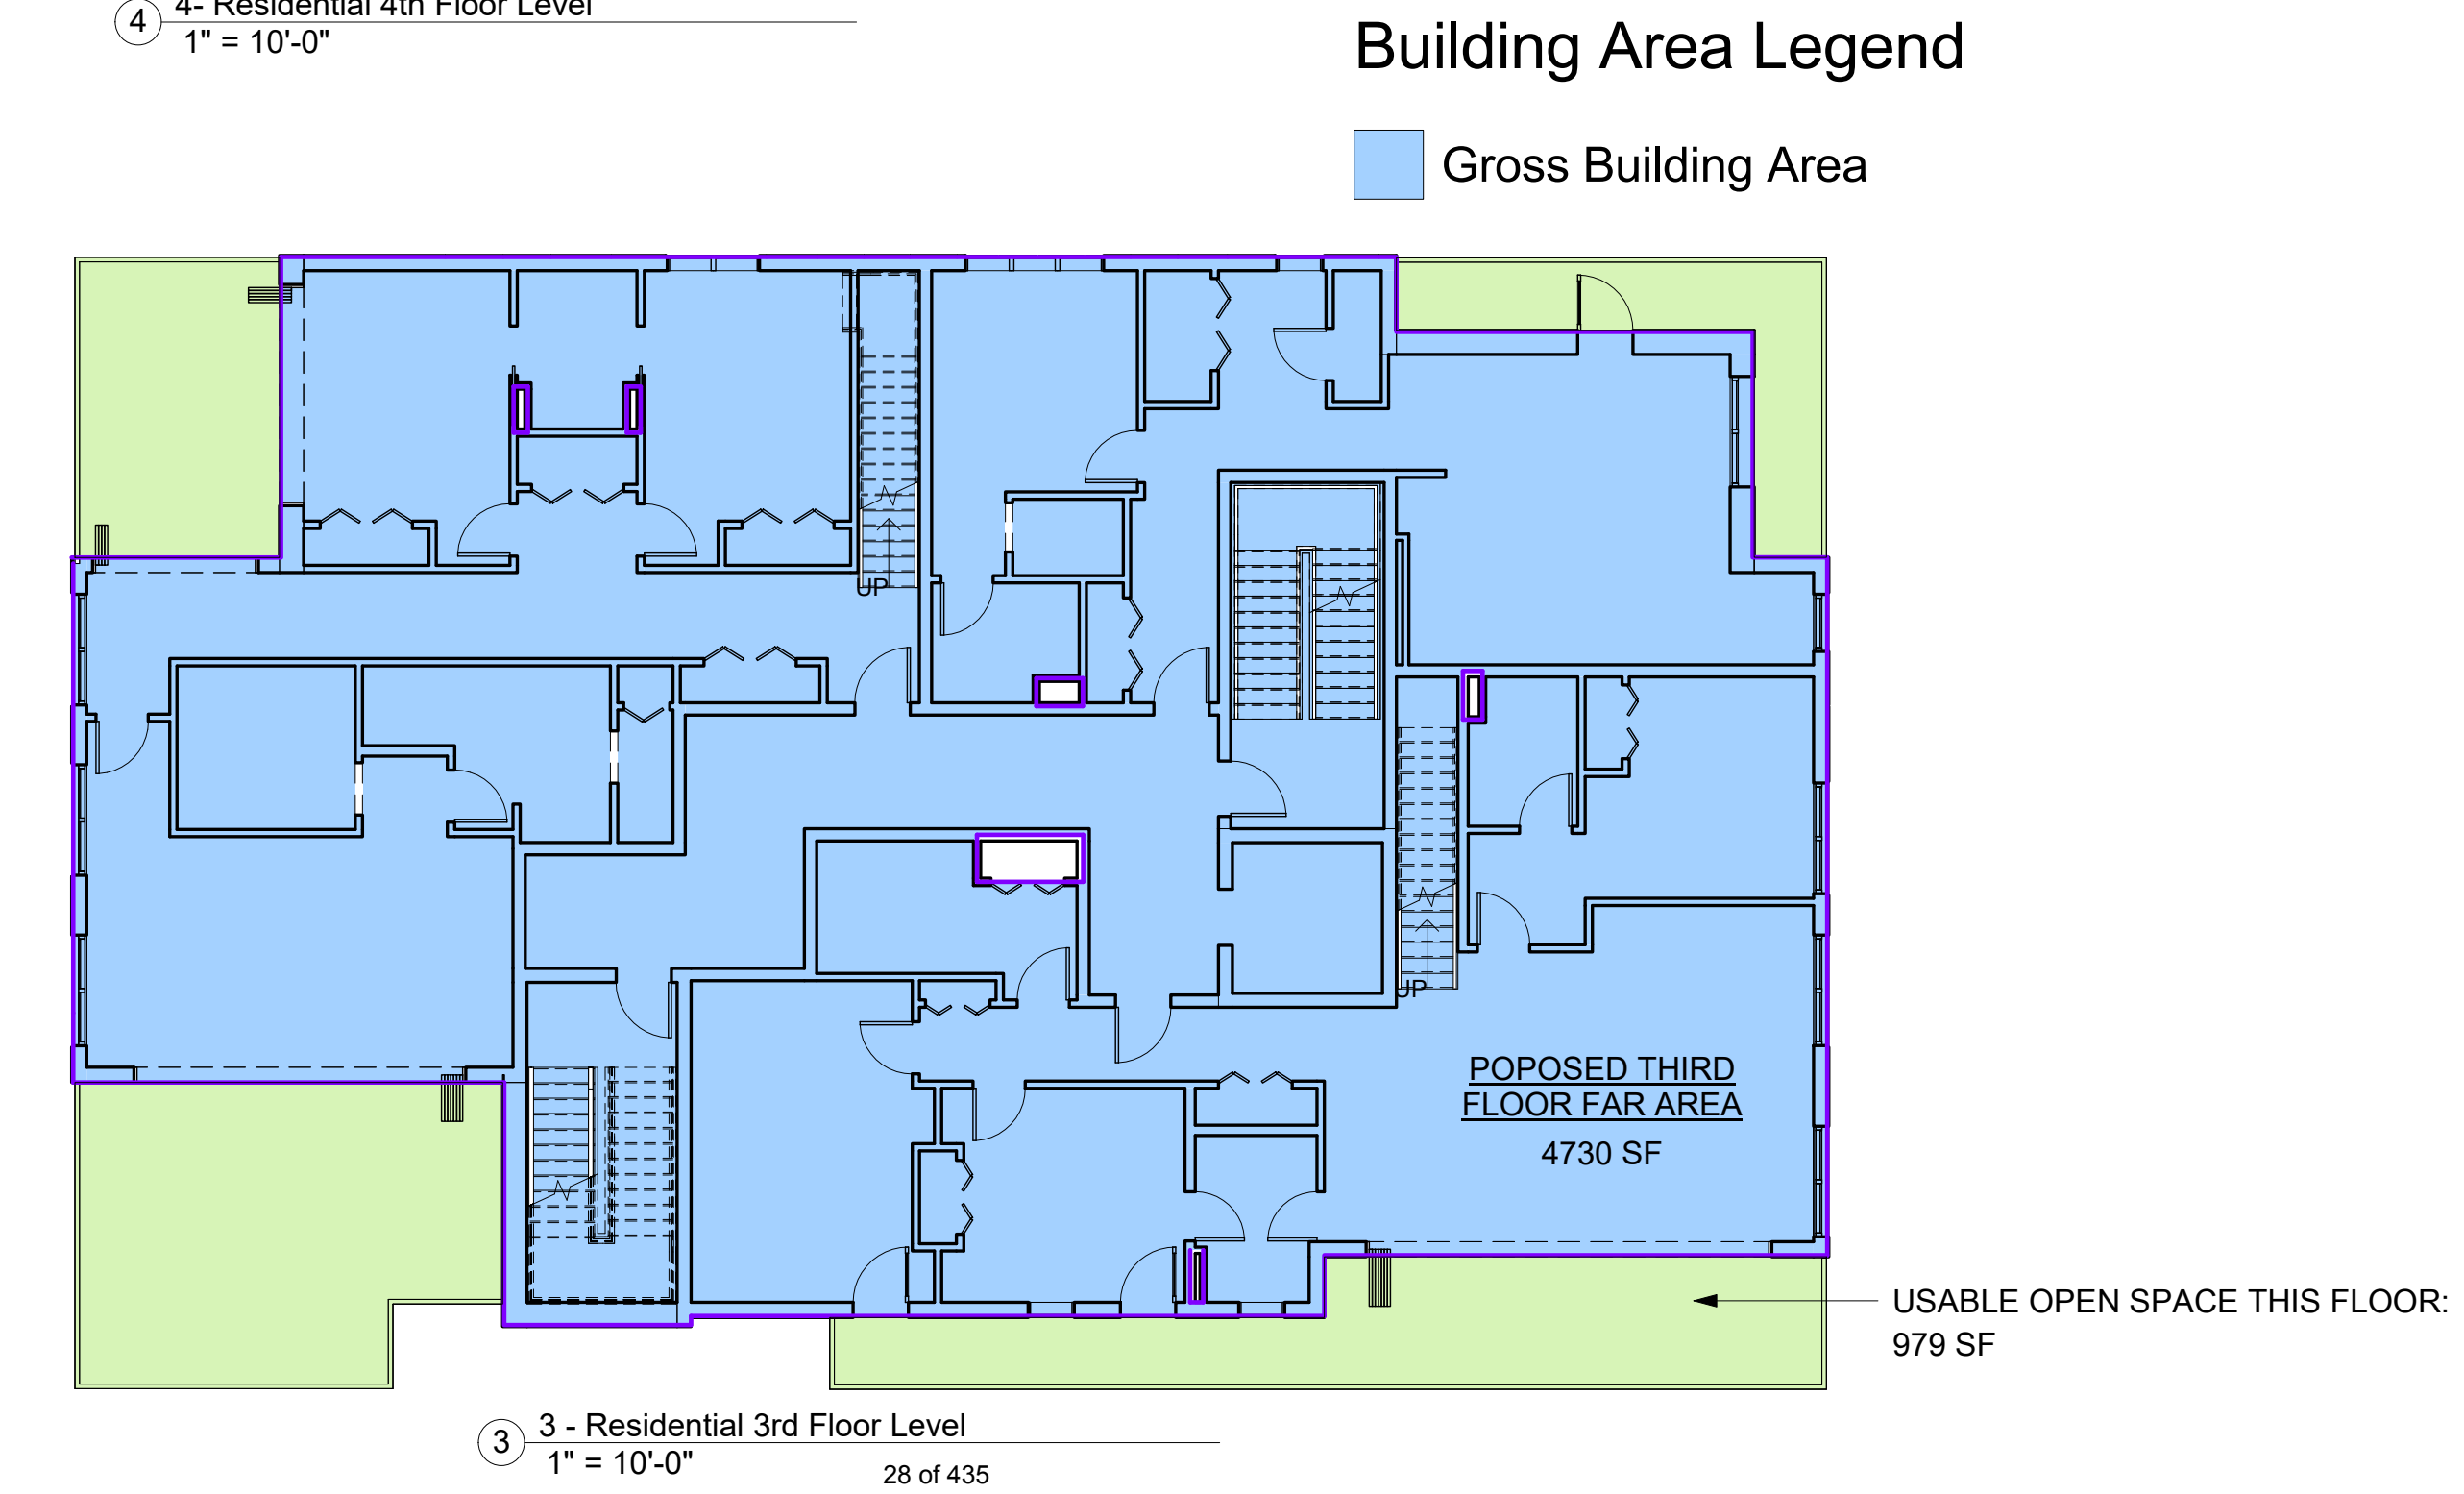 4
4- Residential 4th Floor Level
1" = 10'-0"
Building Area Legend
Gross Building Area
UP
UP
POPOSED THIRD
FLOOR FAR AREA
4730 SF
USABLE OPEN SPACE THIS FLOOR:
979 SF
3
3 - Residential 3rd Floor Level
1" = 10'-0"
28 of 435